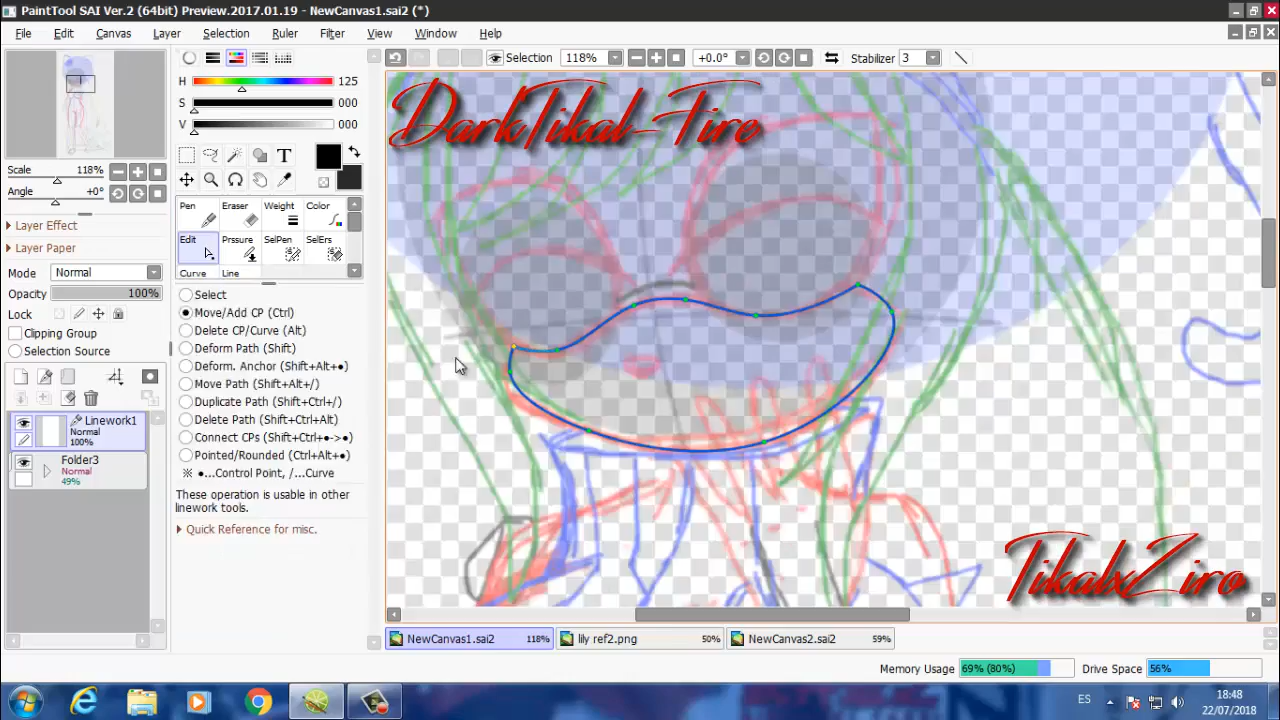 PaintTool SAI Ver.2 (64bit) Preview.2017.01.19 - NewCanvas1.sai2 (*)
File Edit Canvas Layer Selection Ruler Filter View Window Help
Selection 118% +0.0° Stabilizer 3
H 125
S 000
V 000
Scale 118%
Angle +0°
Layer Effect
Layer Paper
Mode Normal
Opacity 100%
Lock
Clipping Group
Selection Source
Linework1
Normal
100%
Folder3
Normal
49%
T
Pen Eraser Weight Color
Edit Prssure SelPen SelErs
Curve Line
Select
Move/Add CP (Ctrl)
Delete CP/Curve (Alt)
Deform Path (Shift)
Deform. Anchor (Shift+Alt+●)
Move Path (Shift+Alt+/)
Duplicate Path (Shift+Ctrl+/)
Delete Path (Shift+Ctrl+Alt)
Connect CPs (Shift+Ctrl+●->●)
Pointed/Rounded (Ctrl+Alt+●)
※ ●...Control Point, /...Curve
These operation is usable in other
linework tools.
Quick Reference for misc.
DarkTikal-Fire
TikalxZiro
NewCanvas1.sai2 118% lily ref2.png 50% NewCanvas2.sai2 59%
Memory Usage 69% (80%) Drive Space 56%
ES 18:48
22/07/2018